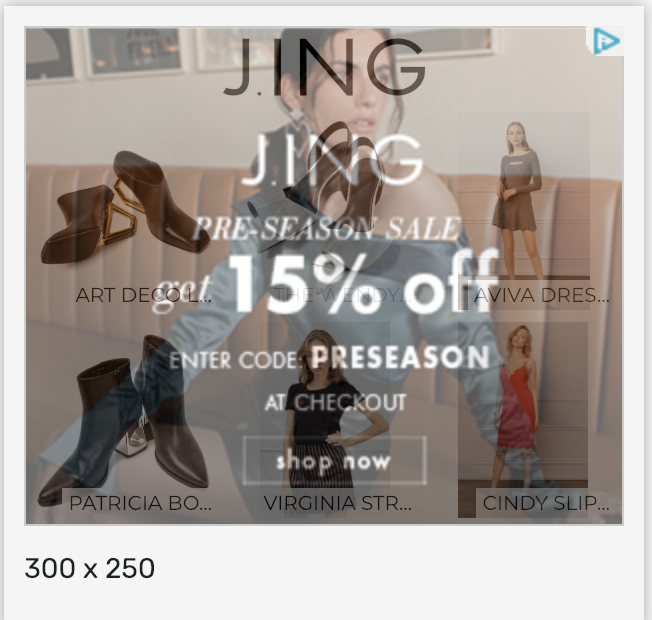 J.ING
J.ING
PRE-SEASON SALE
get 15% off
ART DECO L... THE WENDY... AVIVA DRES...
ENTER CODE: PRESEASON
AT CHECKOUT
shop now
PATRICIA BO... VIRGINIA STR... CINDY SLIP...
300 x 250